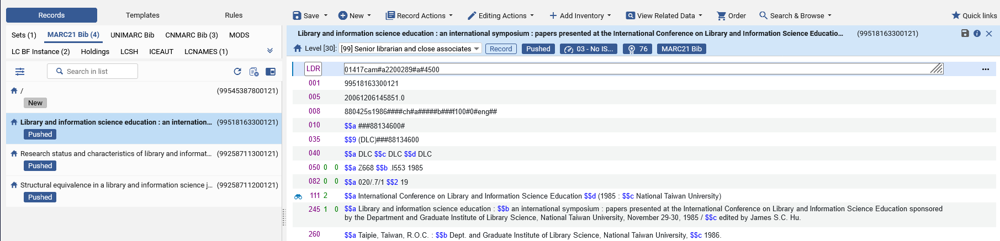 Records Templates Rules
Save New Record Actions Editing Actions Add Inventory View Related Data Order Search & Browse Quick links
Sets (1) MARC21 Bib (4) UNIMARC Bib CNMARC Bib (3) MODS
LC BF Instance (2) Holdings LCSH ICEAUT LCNAMES (1)
Search in list
/ (99545387800121)
New
Library and information science education : an internation... (99518163300121)
Pushed
Research status and characteristics of library and informat... (99258711300121)
Pushed
Structural equivalence in a library and information science j... (99258711200121)
Pushed
Library and information science education : an international symposium : papers presented at the International Conference on Library and Information Science Educatio... (99518163300121)
Level [30]: [99] Senior librarian and close associates Record Pushed 03 - No IS... 76 MARC21 Bib
LDR 01417cam#a2200289#a#4500 ...
001 99518163300121
005 20061206145851.0
008 880425s1986####ch#a#####b###f100#0#eng##
010 $$a ###88134600#
035 $$9 (DLC)###88134600
040 $$a DLC $$c DLC $$d DLC
050 0 0 $$a Z668 $$b .I553 1985
082 0 0 $$a 020/.7/1 $$2 19
111 2 $$a International Conference on Library and Information Science Education $$d (1985 : $$c National Taiwan University)
245 1 0 $$a Library and information science education : $$b an international symposium : papers presented at the International Conference on Library and Information Science Education sponsored
by the Department and Graduate Institute of Library Science, National Taiwan University, November 29-30, 1985 / $$c edited by James S.C. Hu.
260 $$a Taipie, Taiwan, R.O.C. : $$b Dept. and Graduate Institute of Library Science, National Taiwan University, $$c 1986.